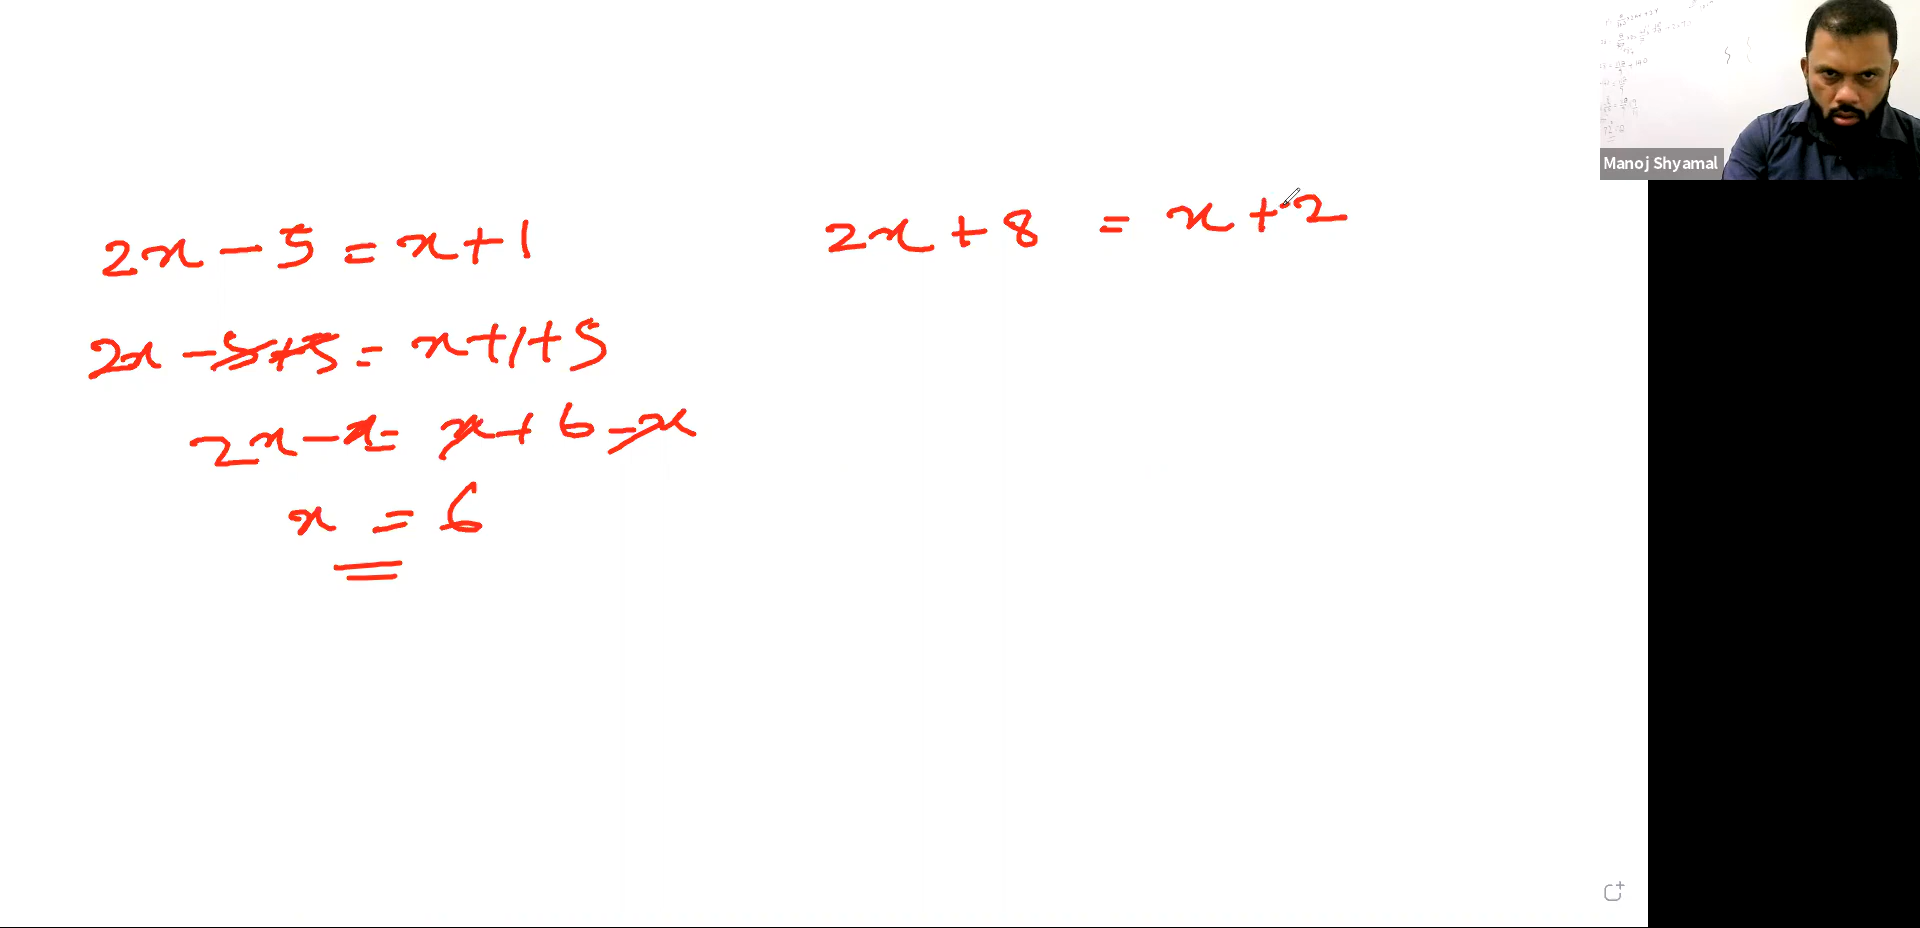 2x - 5 = x + 1
2x - 5 + 5 = x + 1 + 5
2x - x = x + 6 - x
x = 6
2x + 8 = x + 2
Manoj Shyamal